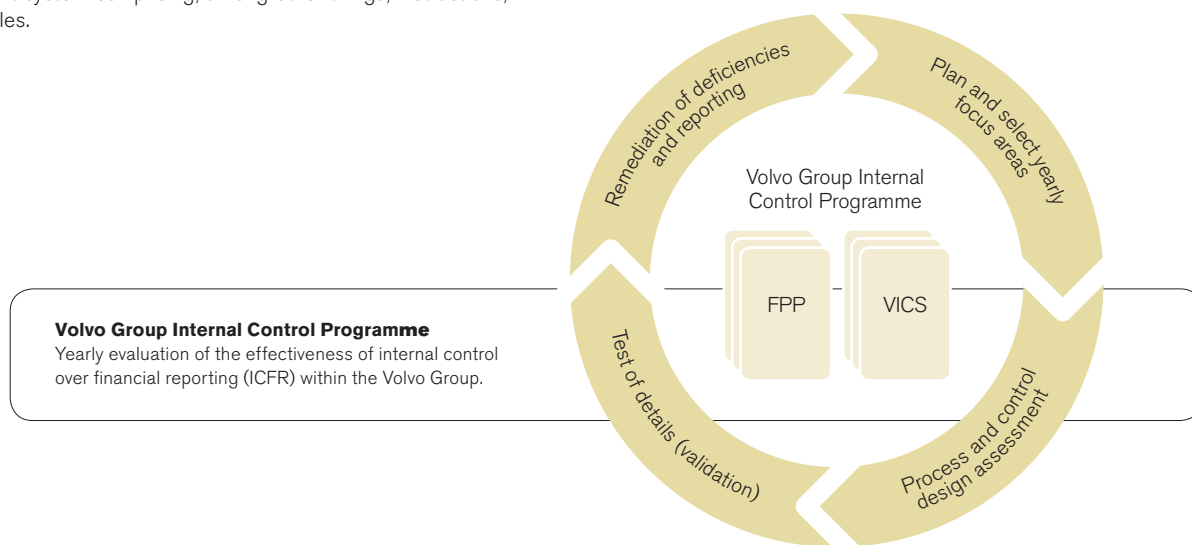 les.
Remediation of deficiencies
and reporting
Plan and select yearly
focus areas
Volvo Group Internal
Control Programme
FPP
VICS
Volvo Group Internal Control Programme
Yearly evaluation of the effectiveness of internal control
over financial reporting (ICFR) within the Volvo Group.
Test of details (validation)
Process and control
design assessment